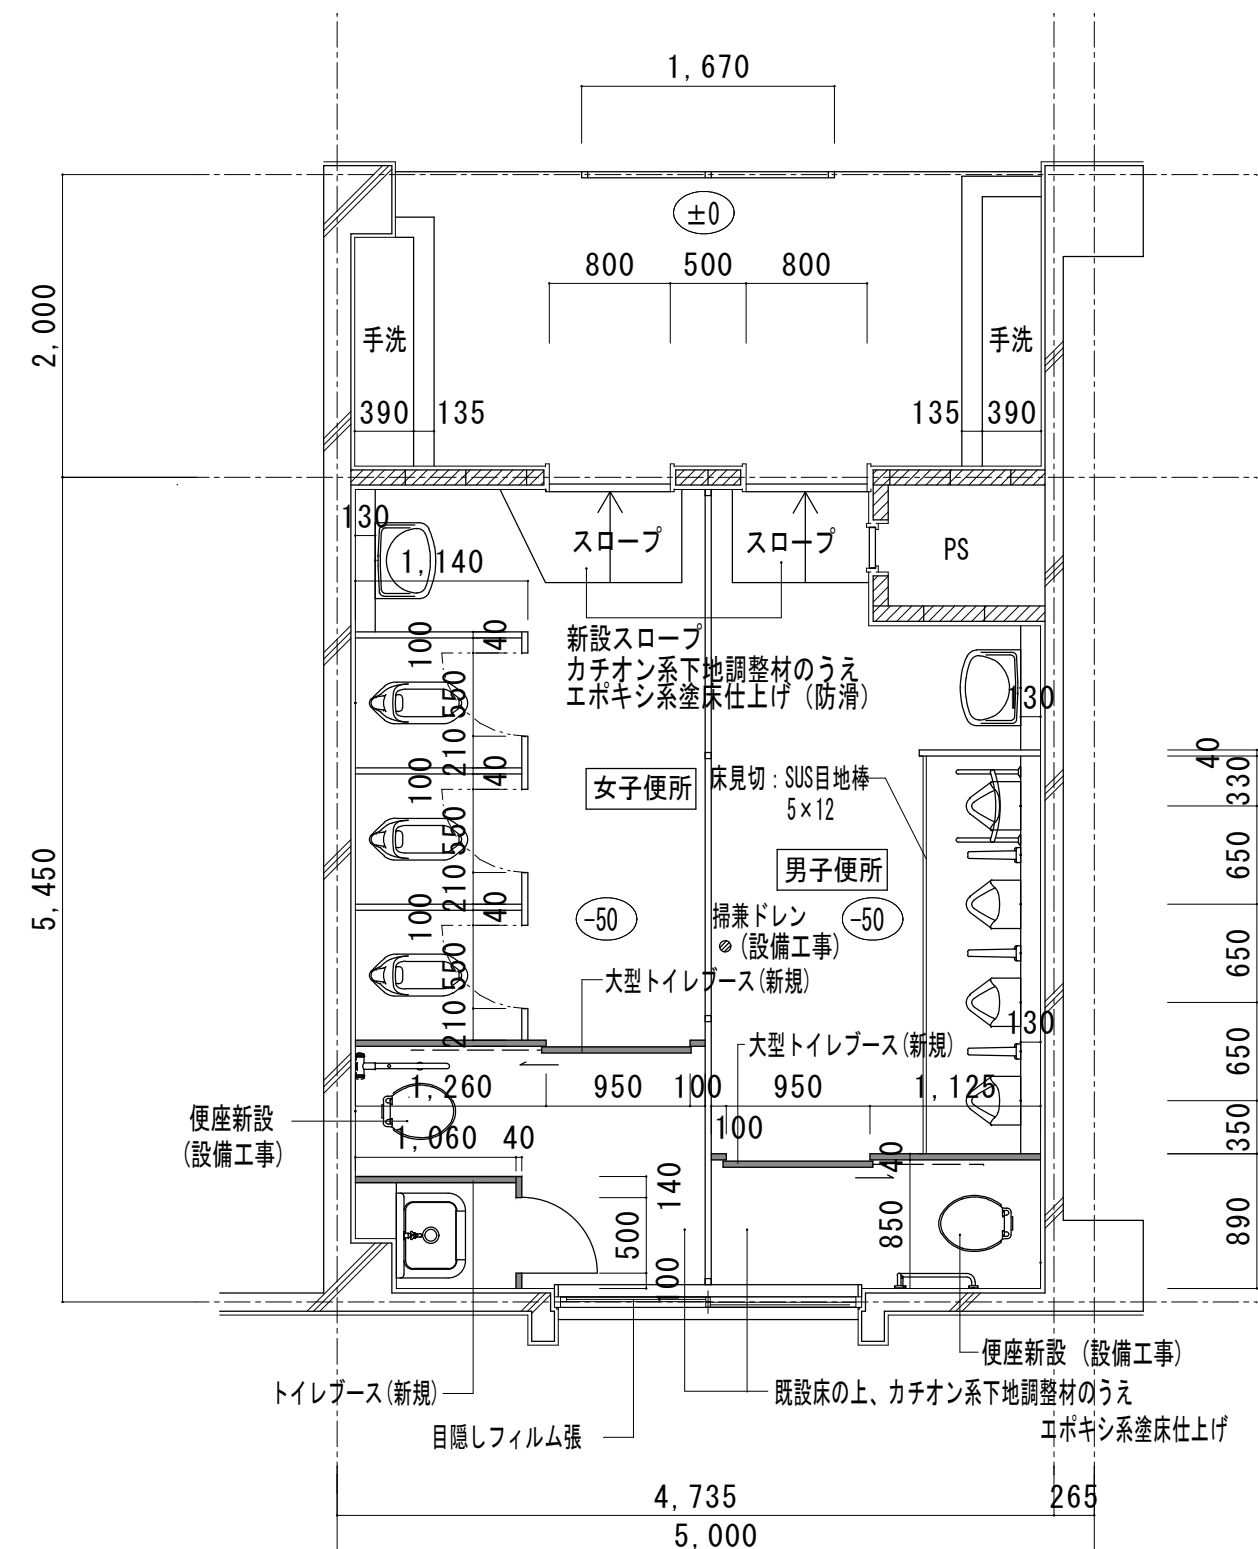 1,670
±0
800 500 800
2,000
手洗
手洗
390 135
135 390
130
スロープ
スロープ
PS
1,140
新設スロープ
カチオン系下地調整材のうえ
エポキシ系塗床仕上げ（防滑）
100
40
550
210
130
40
330
100
40
550
210
女子便所
床見切：SUS目地棒
5×12
男子便所
650
5,450
100
40
550
210
-50
掃兼ドレン
（設備工事）
-50
650
大型トイレブース(新規)
130
650
大型トイレブース(新規)
1,260 950 100 950 1,125
100
350
便座新設
(設備工事)
1,060 40
40
140
500
100
850
890
便座新設（設備工事）
トイレブース(新規)
既設床の上、カチオン系下地調整材のうえ
エポキシ系塗床仕上げ
目隠しフィルム張
4,735 265
5,000